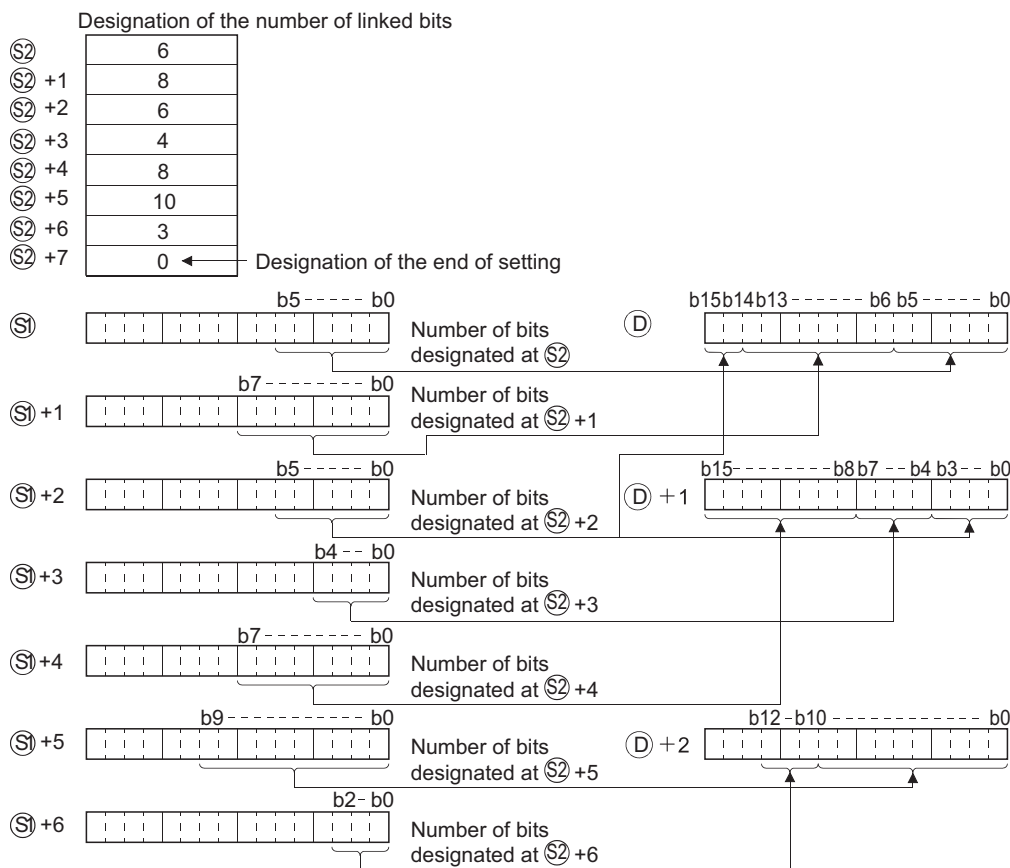 Designation of the number of linked bits
S2 6
S2 +1 8
S2 +2 6
S2 +3 4
S2 +4 8
S2 +5 10
S2 +6 3
S2 +7 0 Designation of the end of setting
b5 b0 b15 b14 b13 b6 b5 b0
S1 Number of bits D
designated at S2
b7 b0
S1 +1 Number of bits
designated at S2 +1
b5 b0 b15 b8 b7 b4 b3 b0
S1 +2 Number of bits D +1
designated at S2 +2
b4 b0
S1 +3 Number of bits
designated at S2 +3
b7 b0
S1 +4 Number of bits
designated at S2 +4
b9 b0 b12 b10 b0
S1 +5 Number of bits D +2
designated at S2 +5
b2 b0
S1 +6 Number of bits
designated at S2 +6